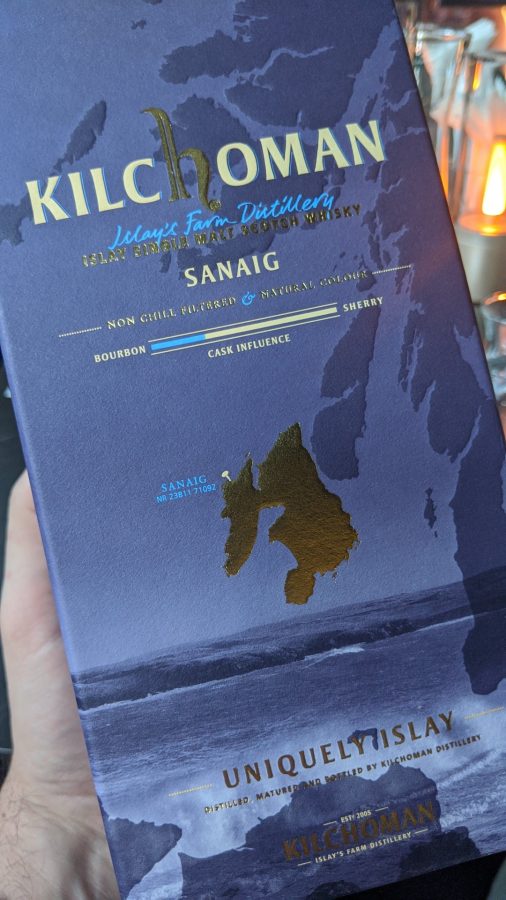 KILCHOMAN
Islay's Farm Distillery
ISLAY SINGLE MALT SCOTCH WHISKY
SANAIG
NON CHILL FILTERED & NATURAL COLOUR
BOURBON SHERRY
CASK INFLUENCE
SANAIG
NR 23811 71092
UNIQUELY ISLAY
DISTILLED, MATURED AND BOTTLED BY KILCHOMAN DISTILLERY
EST. 2005
KILCHOMAN
ISLAY'S FARM DISTILLERY